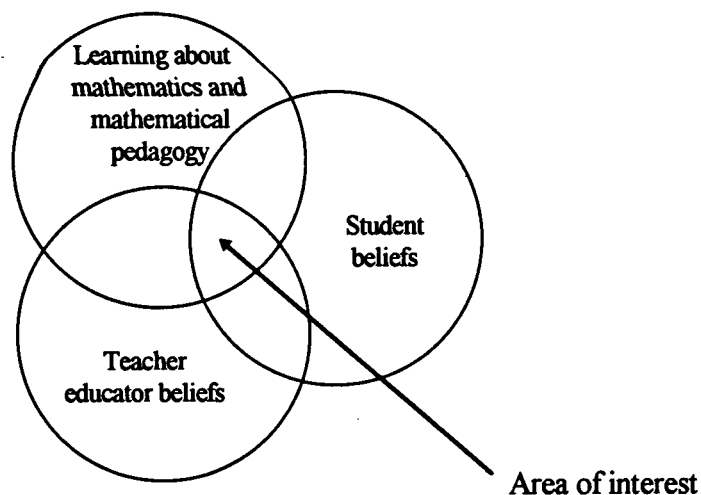 Learning about
mathematics and
mathematical
pedagogy
Student
beliefs
Teacher
educator beliefs
Area of interest